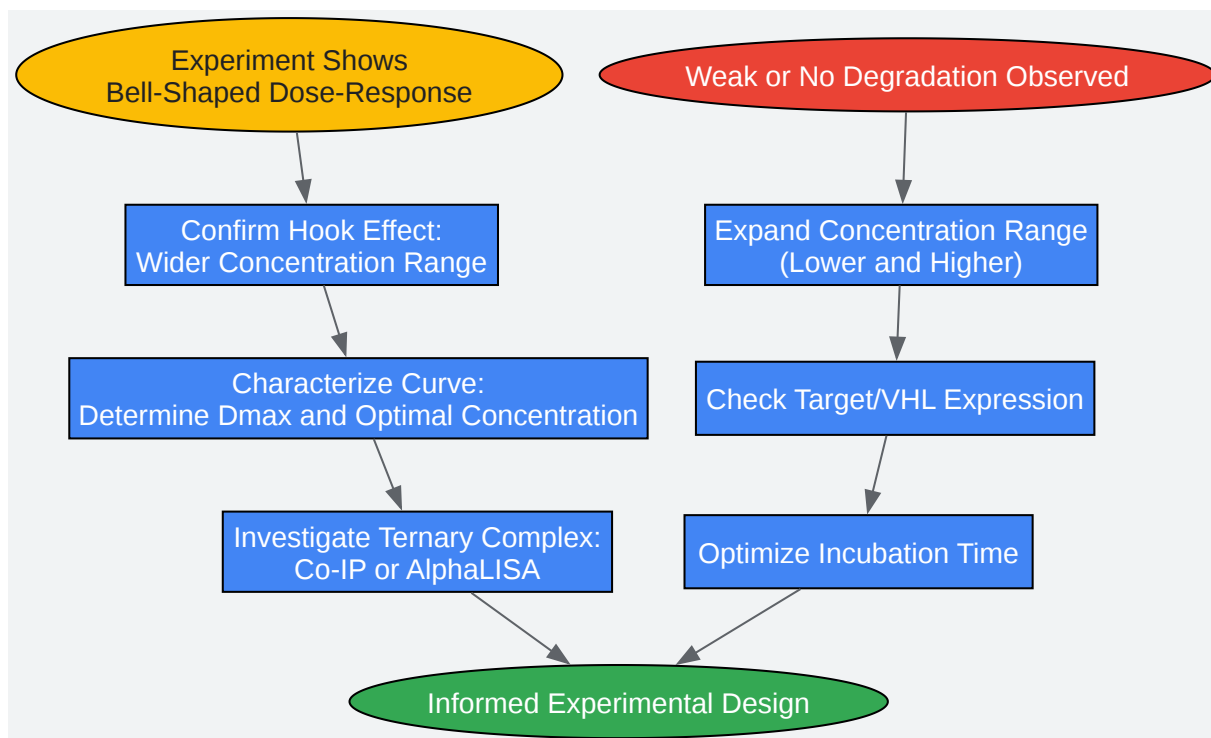 Experiment Shows
Bell-Shaped Dose-Response
Weak or No Degradation Observed
Confirm Hook Effect:
Wider Concentration Range
Expand Concentration Range
(Lower and Higher)
Characterize Curve:
Determine Dmax and Optimal Concentration
Check Target/VHL Expression
Investigate Ternary Complex:
Co-IP or AlphaLISA
Optimize Incubation Time
Informed Experimental Design